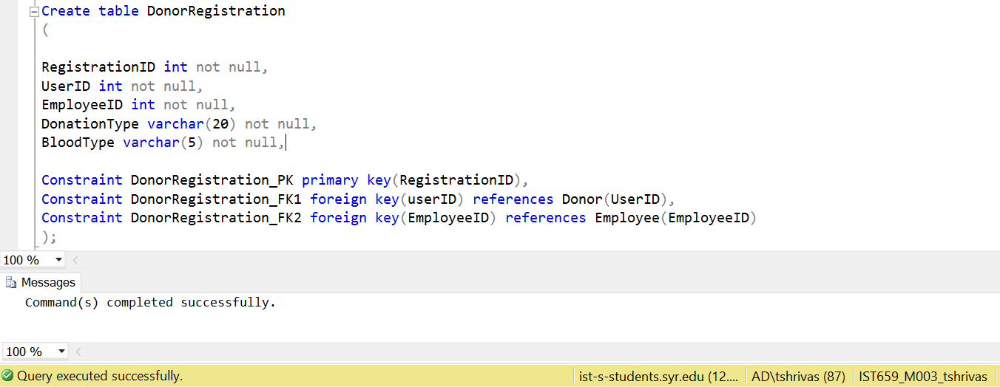 Create table DonorRegistration
(
RegistrationID int not null,
UserID int not null,
EmployeeID int not null,
DonationType varchar(20) not null,
BloodType varchar(5) not null,
Constraint DonorRegistration_PK primary key(RegistrationID),
Constraint DonorRegistration_FK1 foreign key(userID) references Donor(UserID),
Constraint DonorRegistration_FK2 foreign key(EmployeeID) references Employee(EmployeeID)
);
100 %
Messages
Command(s) completed successfully.
100 %
Query executed successfully. ist-s-students.syr.edu (12.... AD\tshrivas (87) IST659_M003_tshrivas